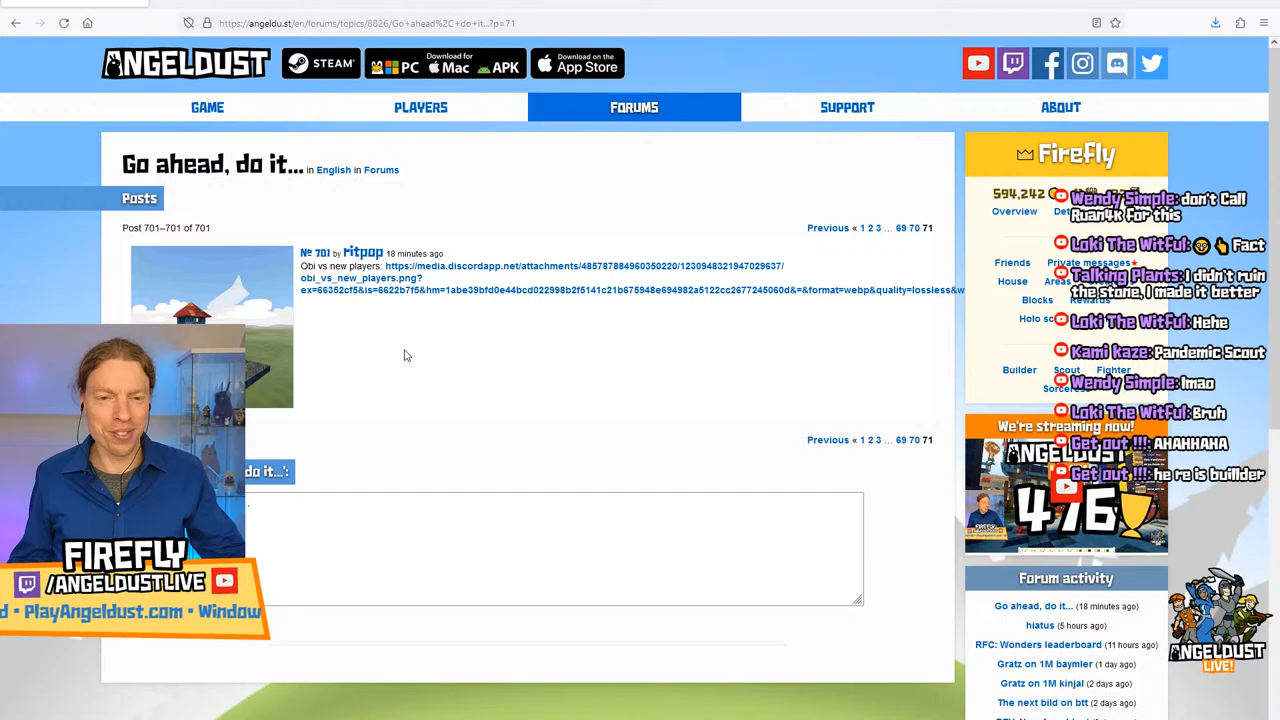 https://angeldu.st/en/forums/topics/8826/Go+ahead%2C+do+it...?p=71
ANGELDUST
STEAM
Download for
PC Mac APK
Download on the
App Store
GAME
PLAYERS
FORUMS
SUPPORT
ABOUT
Go ahead, do it... in English in Forums
Posts
Post 701–701 of 701
Previous « 1 2 3 ... 69 70 71
№ 701 by ritpop 18 minutes ago
Obi vs new players: https://media.discordapp.net/attachments/485787884960350220/1230948321947029637/
obi_vs_new_players.png?
ex=66352cf5&is=6622b7f5&hm=1abe39bfd0e44bcd022998b2f5141c21b675948e694982a5122cc2677245060d&=&format=webp&quality=lossless&w
Previous « 1 2 3 ... 69 70 71
do it...':
FIREFLY
/ANGELDUSTLIVE
d • PlayAngeldust.com • Window
Firefly
594,242
Overview
Friends
Private messages
House
Blocks
Builder
Scout
Fighter
Wendy Simple: don't Call
Ruan4K for this
Loki The Witful: Fact
Talking Plants: I didn't ruin
the stone, I made it better
Loki The Witful: Hehe
Kami kaze: Pandemic Scout
Wendy Simple: lmao
Loki The Witful: Bruh
Get out !!!: AHAHHAHA
Get out !!!: he re is buillder
We're streaming now!
ANGELDUST
476
Forum activity
Go ahead, do it... (18 minutes ago)
hiatus (5 hours ago)
RFC: Wonders leaderboard (11 hours ago)
Gratz on 1M baymler (1 day ago)
Gratz on 1M kinjal (2 days ago)
The next bild on btt (2 days ago)
ANGELDUST
LIVE!